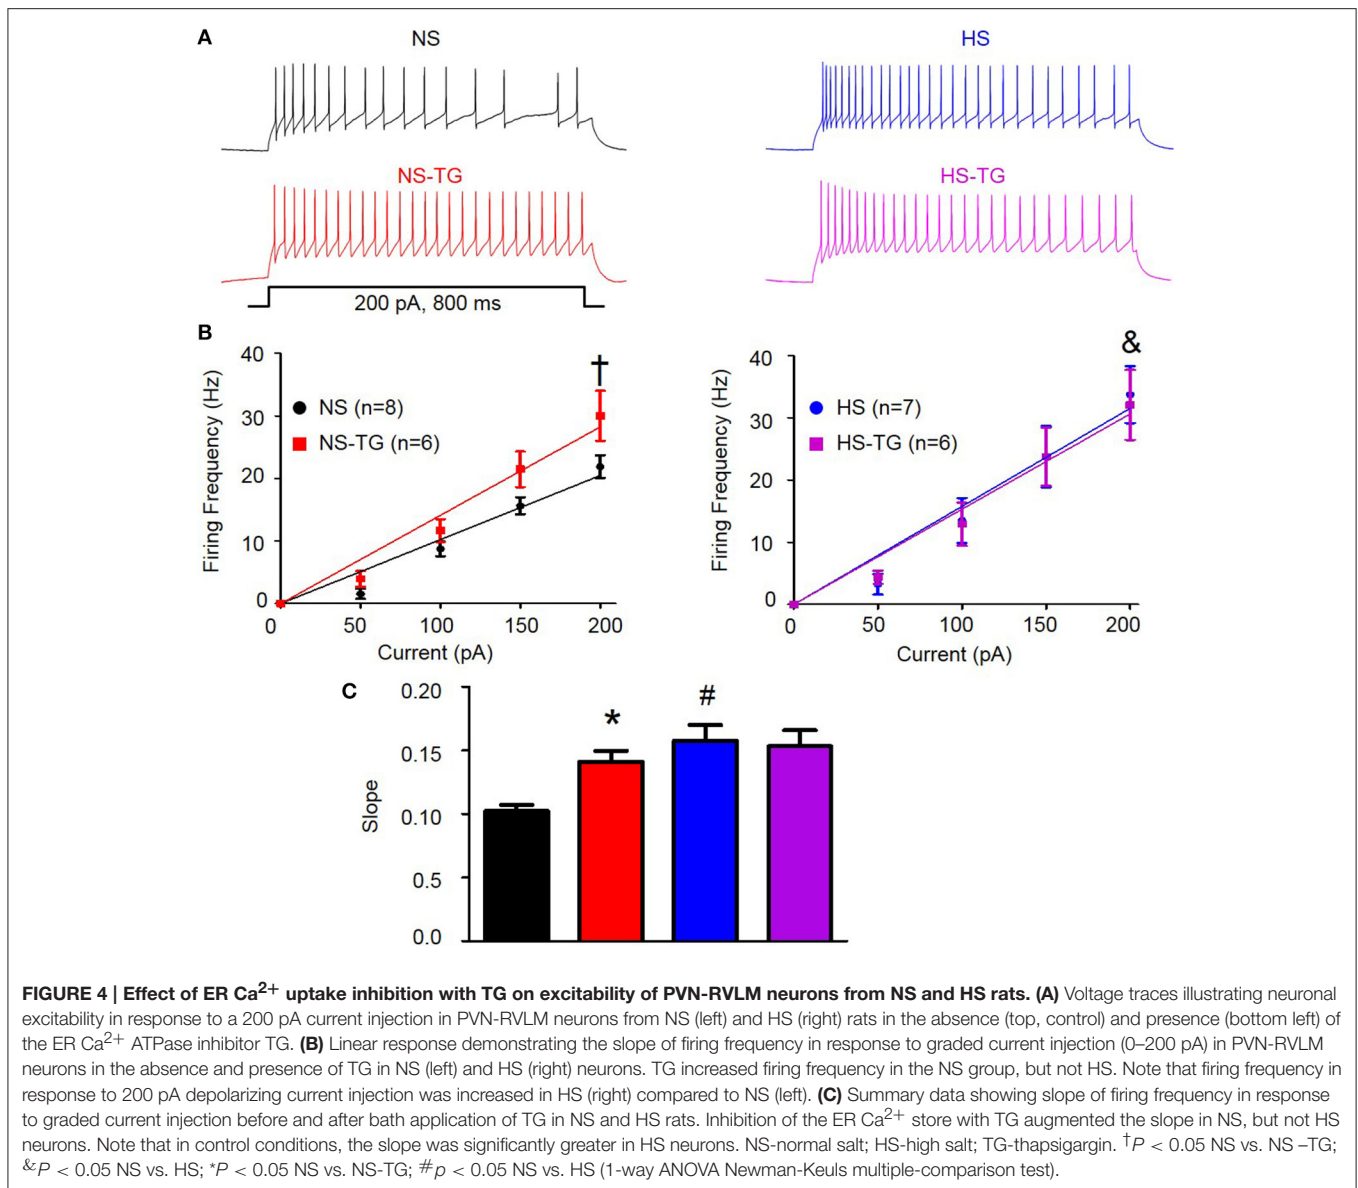 A
NS
HS
NS-TG
HS-TG
200 pA, 800 ms
B
40
30
20
10
0
Firing Frequency (Hz)
NS (n=8)
NS-TG (n=6)
†
0
50
100
150
200
Current (pA)
40
30
20
10
0
Firing Frequency (Hz)
HS (n=7)
HS-TG (n=6)
&
0
50
100
150
200
Current (pA)
C
0.20
0.15
0.10
0.5
0.0
Slope
*
#
FIGURE 4 | Effect of ER Ca2+ uptake inhibition with TG on excitability of PVN-RVLM neurons from NS and HS rats. (A) Voltage traces illustrating neuronal
excitability in response to a 200 pA current injection in PVN-RVLM neurons from NS (left) and HS (right) rats in the absence (top, control) and presence (bottom left) of
the ER Ca2+ ATPase inhibitor TG. (B) Linear response demonstrating the slope of firing frequency in response to graded current injection (0–200 pA) in PVN-RVLM
neurons in the absence and presence of TG in NS (left) and HS (right) neurons. TG increased firing frequency in the NS group, but not HS. Note that firing frequency in
response to 200 pA depolarizing current injection was increased in HS (right) compared to NS (left). (C) Summary data showing slope of firing frequency in response
to graded current injection before and after bath application of TG in NS and HS rats. Inhibition of the ER Ca2+ store with TG augmented the slope in NS, but not HS
neurons. Note that in control conditions, the slope was significantly greater in HS neurons. NS-normal salt; HS-high salt; TG-thapsigargin. †P < 0.05 NS vs. NS –TG;
&P < 0.05 NS vs. HS; *P < 0.05 NS vs. NS-TG; #p < 0.05 NS vs. HS (1-way ANOVA Newman-Keuls multiple-comparison test).